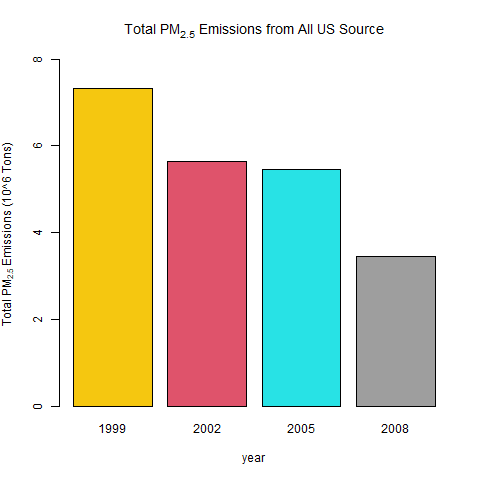 Total PM2.5 Emissions from All US Source
Total PM2.5 Emissions (10^6 Tons)
8
6
4
2
0
1999 2002 2005 2008
year